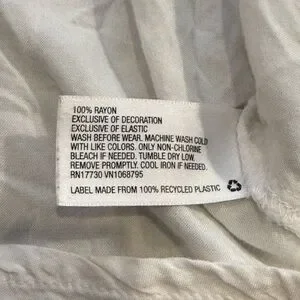 100% RAYON
EXCLUSIVE OF DECORATION
EXCLUSIVE OF ELASTIC
WASH BEFORE WEAR. MACHINE WASH COLD
WITH LIKE COLORS. ONLY NON-CHLORINE
BLEACH IF NEEDED. TUMBLE DRY LOW.
REMOVE PROMPTLY. COOL IRON IF NEEDED.
RN17730 VN1068795
LABEL MADE FROM 100% RECYCLED PLASTIC